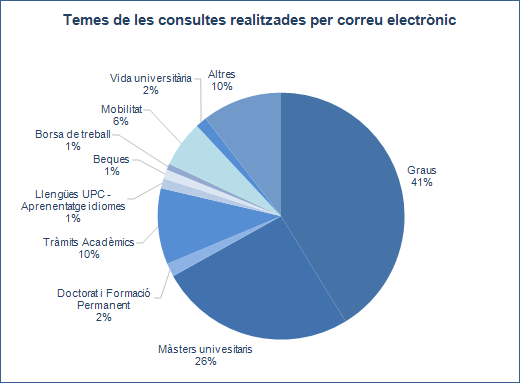 Temes de les consultes realitzades per correu electrònic
Vida universitària
2%
Altres
10%
Mobilitat
6%
Borsa de treball
1%
Beques
1%
Graus
41%
Llengües UPC -
Aprenentatge idiomes
1%
Tràmits Acadèmics
10%
Doctorat i Formació
Permanent
2%
Màsters univesitaris
26%